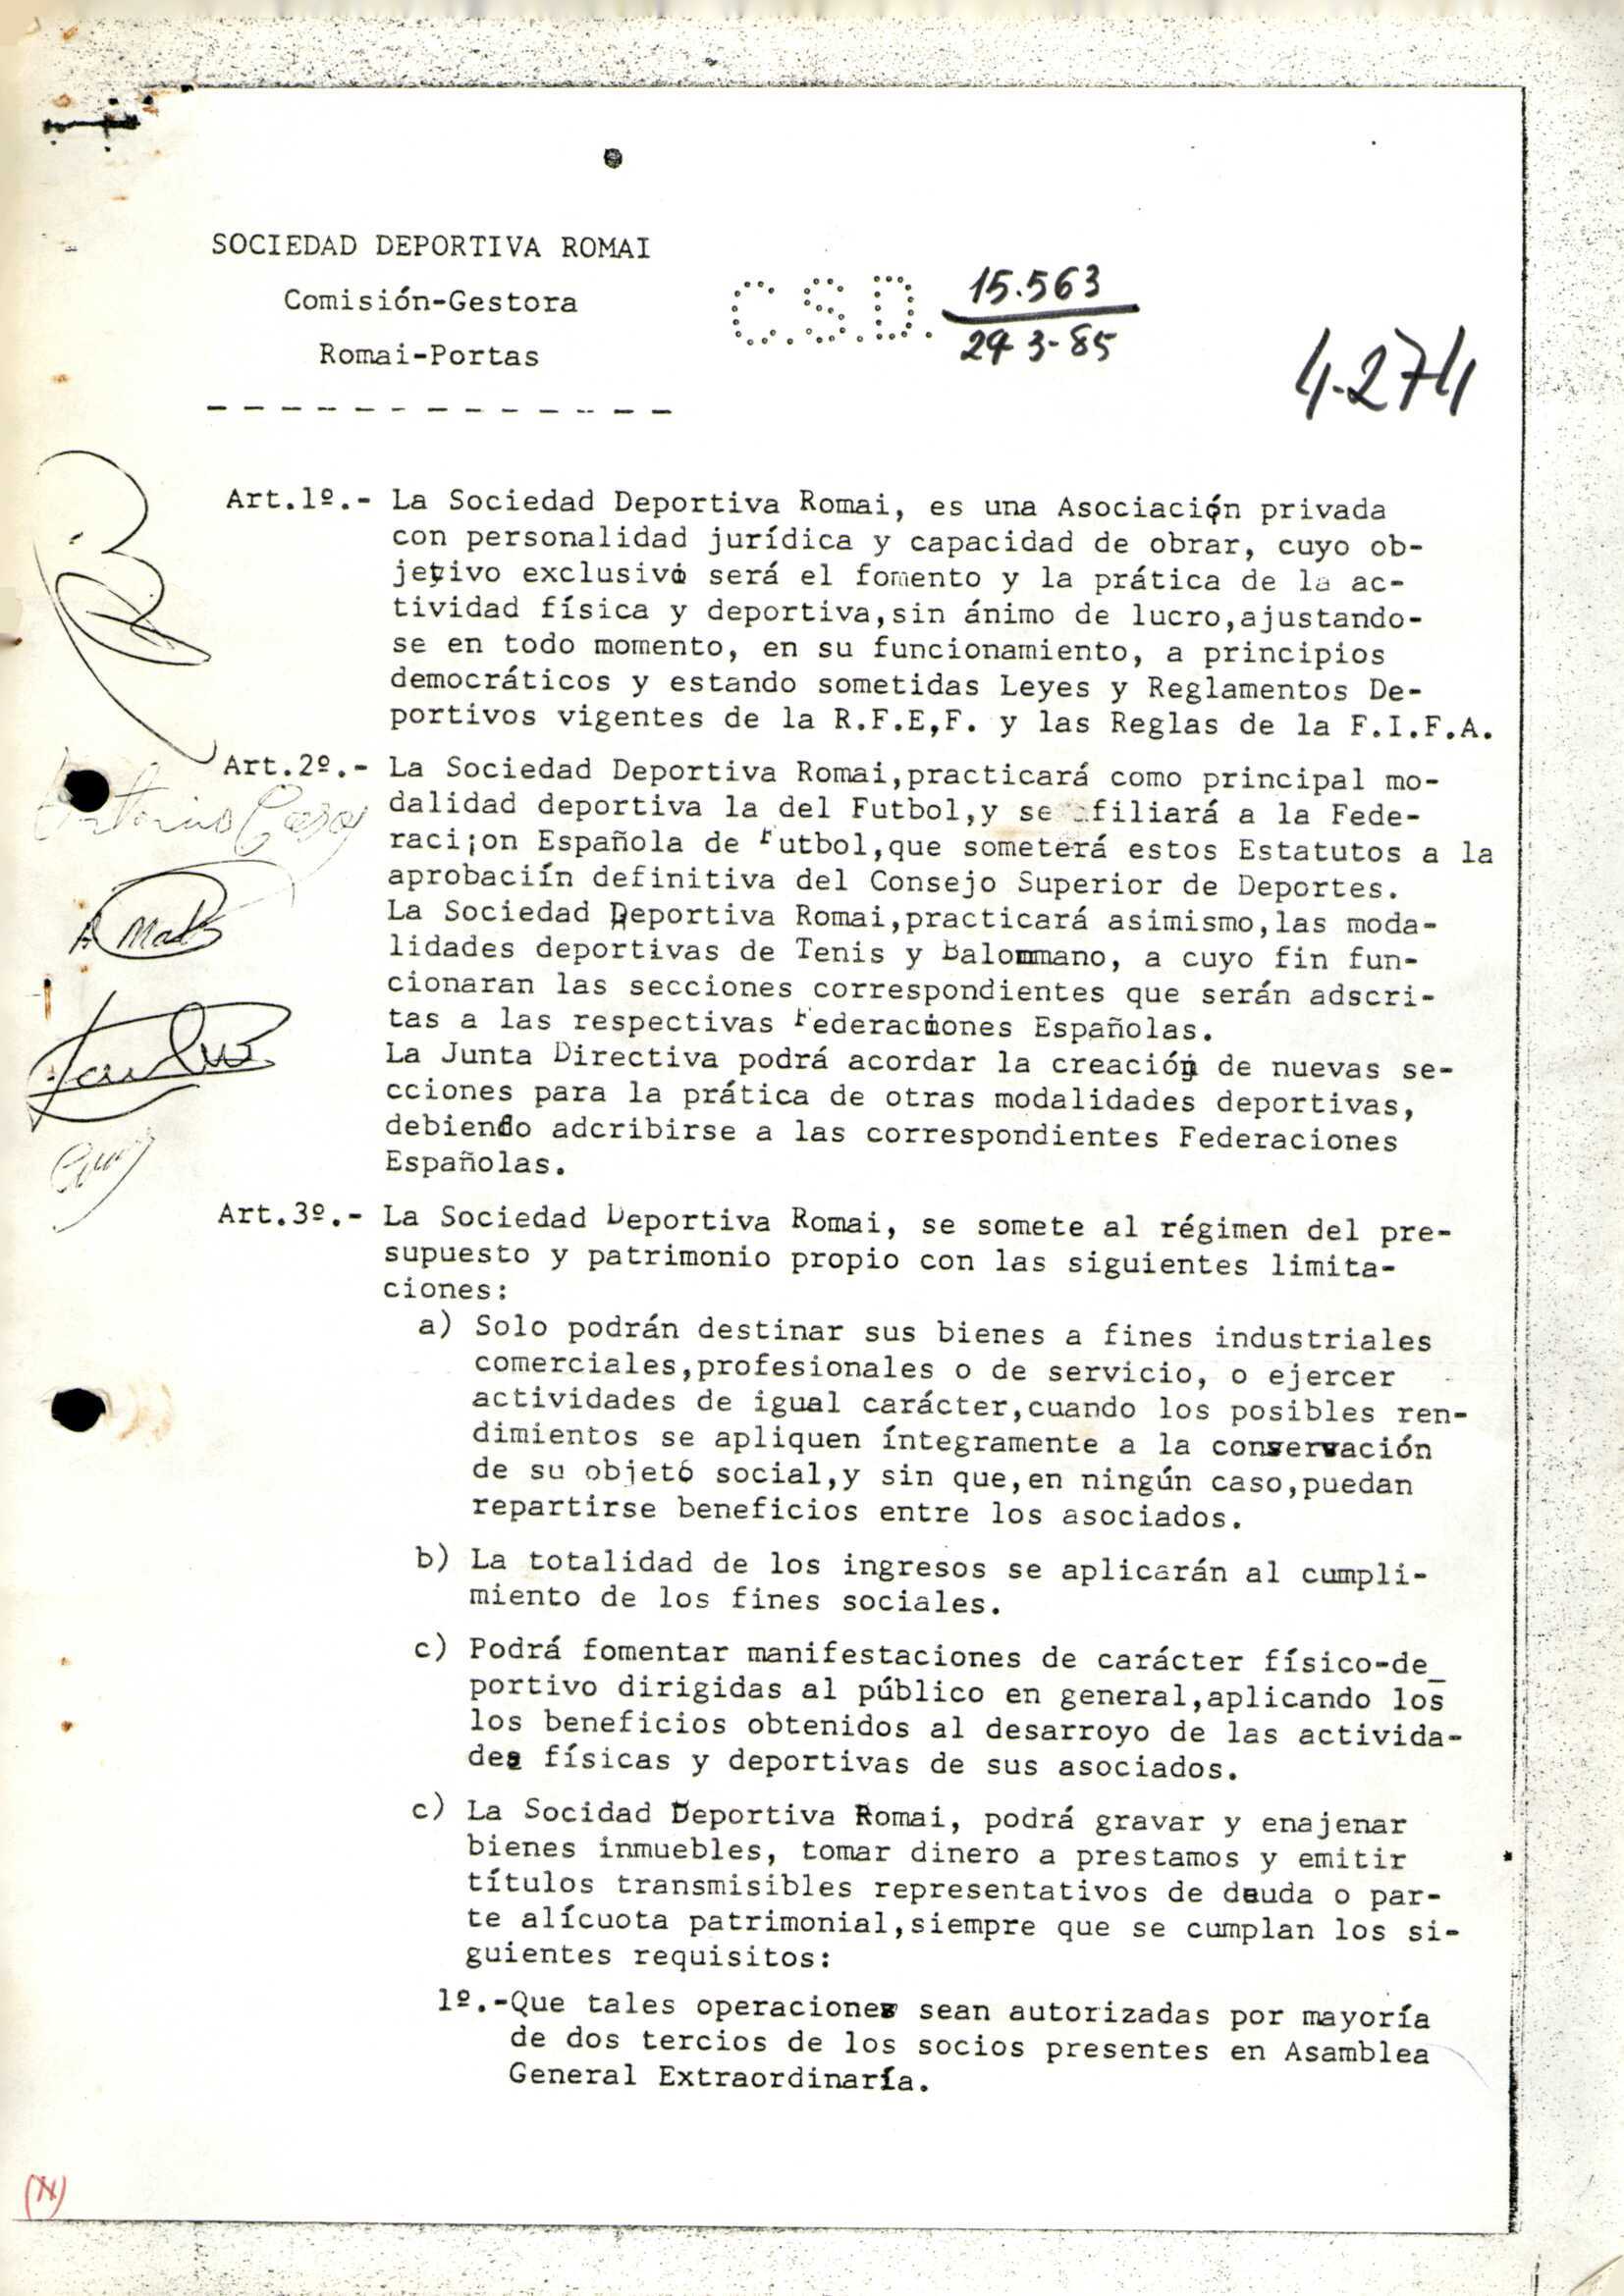 SOCIEDAD DEPORTIVA ROMAI
Comisión-Gestora
Romai-Portas
C.S.D. 15.563
24 3-85
4.274
Art.1º.- La Sociedad Deportiva Romai, es una Asociación privada
con personalidad jurídica y capacidad de obrar, cuyo ob-
jetivo exclusivo será el fomento y la prática de la ac-
tividad física y deportiva,sin ánimo de lucro,ajustando-
se en todo momento, en su funcionamiento, a principios
democráticos y estando sometidas Leyes y Reglamentos De-
portivos vigentes de la R.F.E,F. y las Reglas de la F.I.F.A.
Art.2º.- La Sociedad Deportiva Romai,practicará como principal mo-
dalidad deportiva la del Futbol,y se afiliará a la Fede-
raci¡on Española de Futbol,que someterá estos Estatutos a la
aprobaciín definitiva del Consejo Superior de Deportes.
La Sociedad Deportiva Romai,practicará asimismo,las moda-
lidades deportivas de Tenis y Balonmano, a cuyo fin fun-
cionaran las secciones correspondientes que serán adscri-
tas a las respectivas Federaciones Españolas.
La Junta Directiva podrá acordar la creación de nuevas se-
cciones para la prática de otras modalidades deportivas,
debiendo adcribirse a las correspondientes Federaciones
Españolas.
Art.3º.- La Sociedad Deportiva Romai, se somete al régimen del pre-
supuesto y patrimonio propio con las siguientes limita-
ciones:
a) Solo podrán destinar sus bienes a fines industriales
comerciales,profesionales o de servicio, o ejercer
actividades de igual carácter,cuando los posibles ren-
dimientos se apliquen íntegramente a la conservación
de su objeto social,y sin que,en ningún caso,puedan
repartirse beneficios entre los asociados.
b) La totalidad de los ingresos se aplicarán al cumpli-
miento de los fines sociales.
c) Podrá fomentar manifestaciones de carácter físico-de_
portivo dirigidas al público en general,aplicando los
los beneficios obtenidos al desarroyo de las activida-
des físicas y deportivas de sus asociados.
c) La Socidad Deportiva Romai, podrá gravar y enajenar
bienes inmuebles, tomar dinero a prestamos y emitir
títulos transmisibles representativos de deuda o par-
te alícuota patrimonial,siempre que se cumplan los si-
guientes requisitos:
1º.-Que tales operaciones sean autorizadas por mayoría
de dos tercios de los socios presentes en Asamblea
General Extraordinaría.
(N)